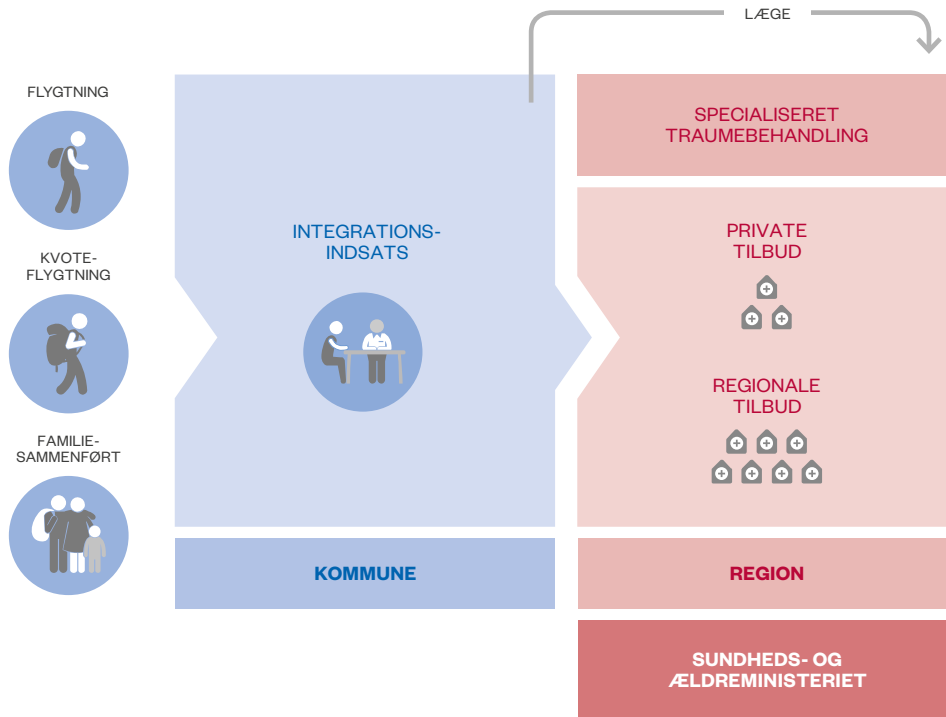 LÆGE
FLYGTNING
KVOTE-
FLYGTNING
FAMILIE-
SAMMENFØRT
INTEGRATIONS-
INDSATS
KOMMUNE
SPECIALISERET
TRAUMEBEHANDLING
PRIVATE
TILBUD
REGIONALE
TILBUD
REGION
SUNDHEDS- OG
ÆLDREMINISTERIET